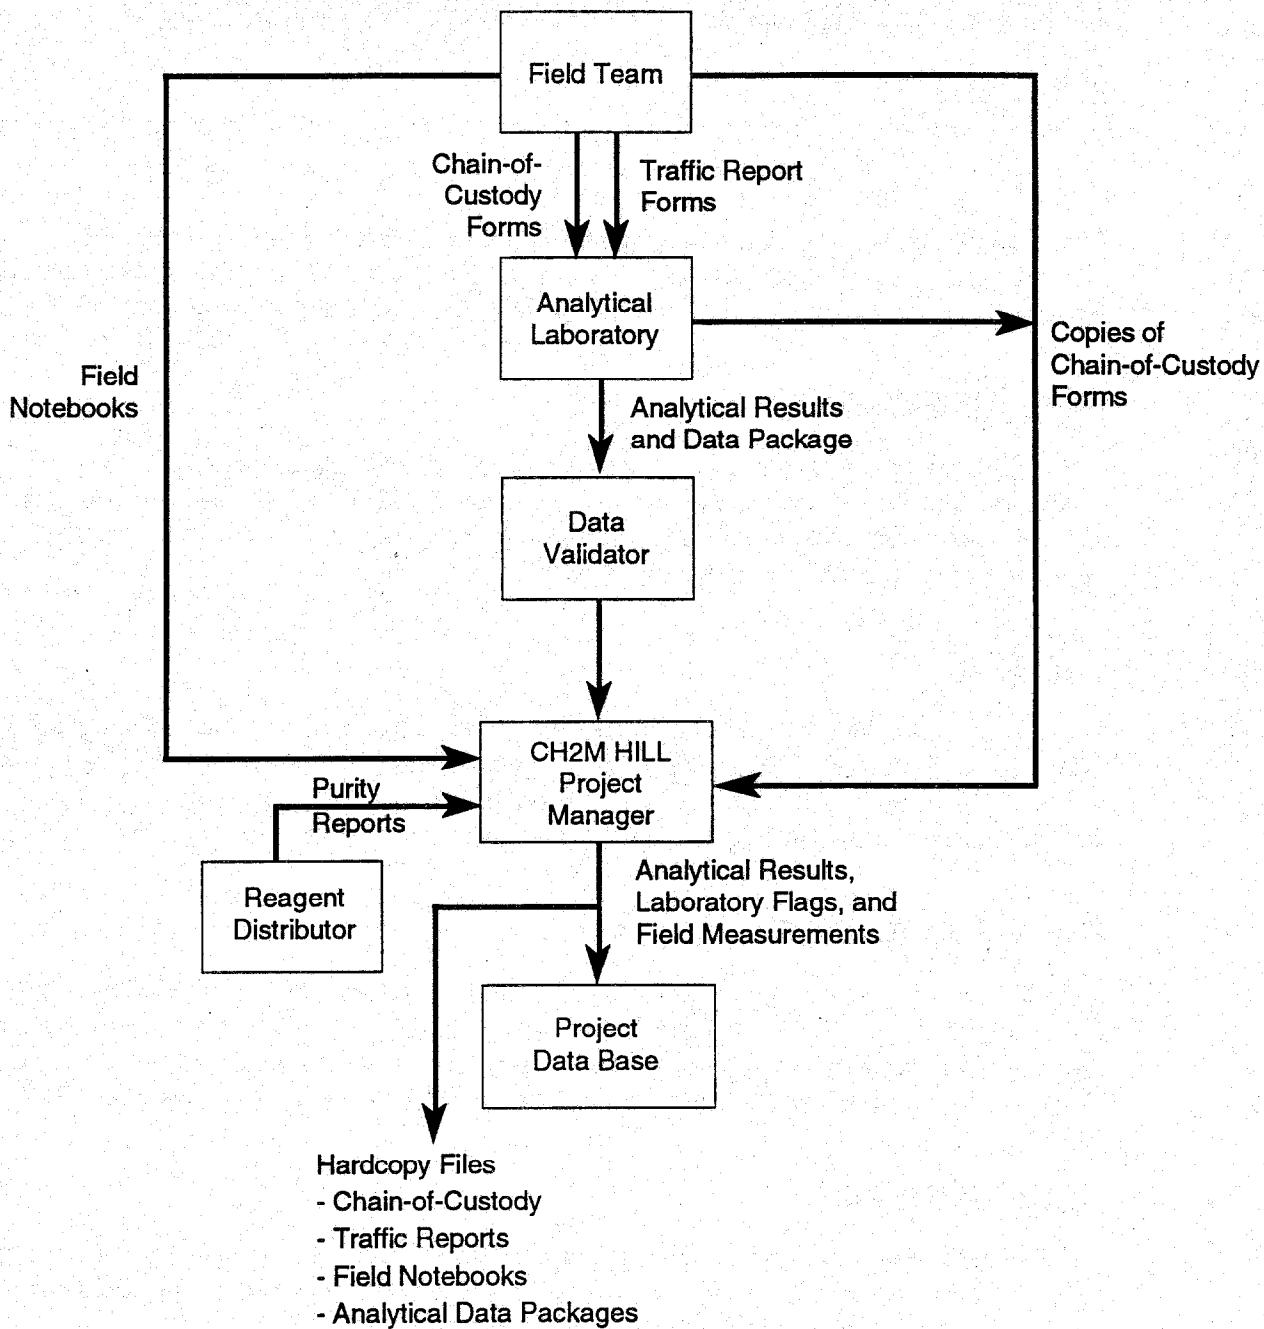 Field Team
Chain-of-
Custody
Forms
Traffic Report
Forms
Analytical
Laboratory
Copies of
Chain-of-Custody
Forms
Field
Notebooks
Analytical Results
and Data Package
Data
Validator
CH2M HILL
Project
Manager
Purity
Reports
Reagent
Distributor
Analytical Results,
Laboratory Flags, and
Field Measurements
Project
Data Base
Hardcopy Files
- Chain-of-Custody
- Traffic Reports
- Field Notebooks
- Analytical Data Packages